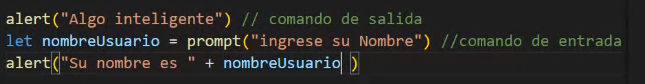 alert("Algo inteligente") // comando de salida
let nombreUsuario = prompt("ingrese su Nombre") //comando de entrada
alert("Su nombre es " + nombreUsuario )